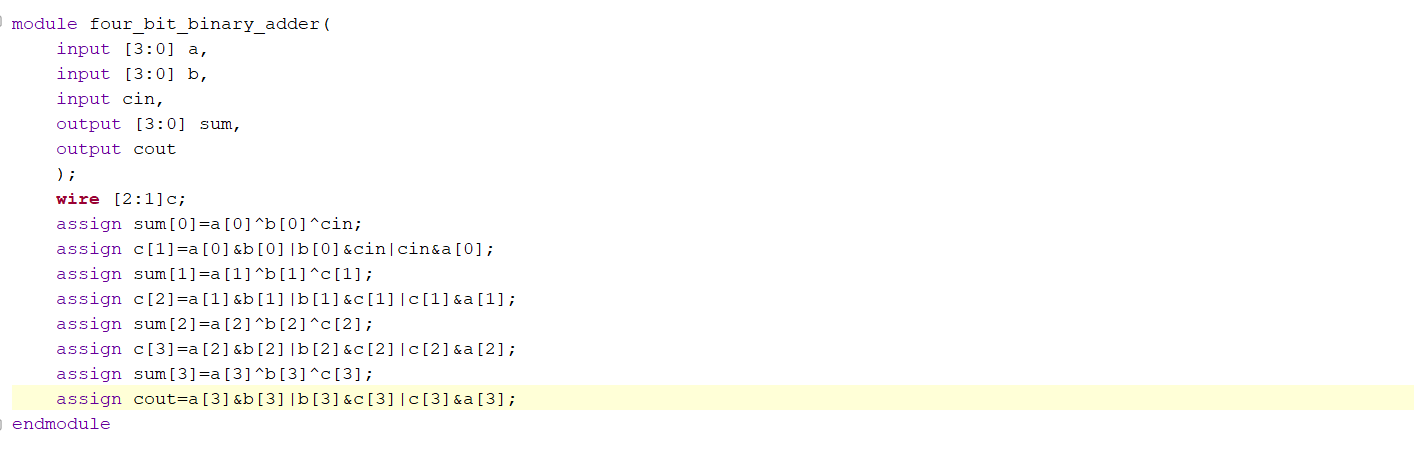 module four_bit_binary_adder(
    input [3:0] a,
    input [3:0] b,
    input cin,
    output [3:0] sum,
    output cout
    );
    wire [2:1]c;
    assign sum[0]=a[0]^b[0]^cin;
    assign c[1]=a[0]&b[0]|b[0]&cin|cin&a[0];
    assign sum[1]=a[1]^b[1]^c[1];
    assign c[2]=a[1]&b[1]|b[1]&c[1]|c[1]&a[1];
    assign sum[2]=a[2]^b[2]^c[2];
    assign c[3]=a[2]&b[2]|b[2]&c[2]|c[2]&a[2];
    assign sum[3]=a[3]^b[3]^c[3];
    assign cout=a[3]&b[3]|b[3]&c[3]|c[3]&a[3];
endmodule